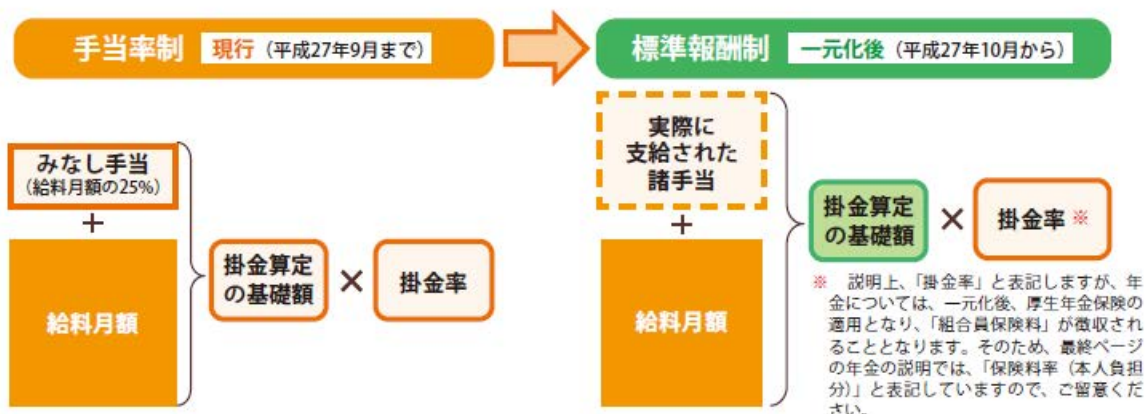 手当率制 現行（平成27年9月まで）
標準報酬制 一元化後（平成27年10月から）
みなし手当
（給料月額の25%）
+
給料月額
掛金算定
の基礎額
×
掛金率
実際に
支給された
諸手当
+
給料月額
掛金算定
の基礎額
×
掛金率 ※
※ 説明上、「掛金率」と表記しますが、年
金については、一元化後、厚生年金保険の
適用となり、「組合員保険料」が徴収され
ることとなります。そのため、最終ページ
の年金の説明では、「保険料率（本人負担
分）」と表記していますので、ご留意くだ
さい。